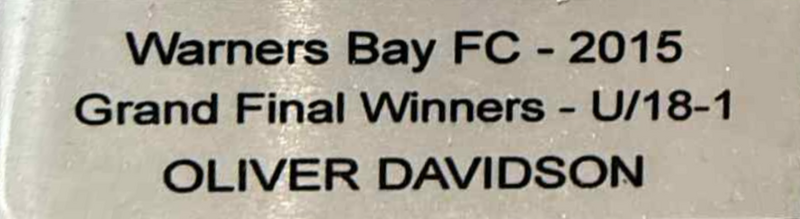 Warners Bay FC - 2015
Grand Final Winners - U/18-1
OLIVER DAVIDSON